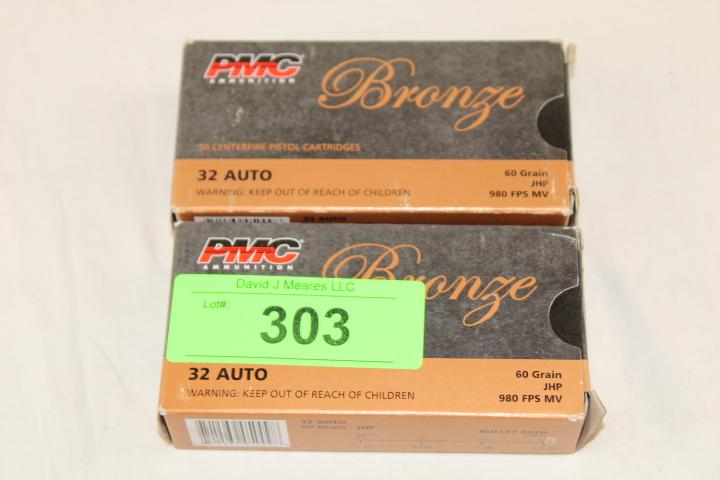 PMC
AMMUNITION
Bronze
50 CENTERFIRE PISTOL CARTRIDGES
32 AUTO
WARNING: KEEP OUT OF REACH OF CHILDREN
60 Grain
JHP
980 FPS MV
32 AUTO
PMC
AMMUNITION
Bronze
David J Meares LLC
Lot#:
303
32 AUTO
WARNING: KEEP OUT OF REACH OF CHILDREN
60 Grain
JHP
980 FPS MV
32 AUTO
60 Grain JHP
BULLET PATH